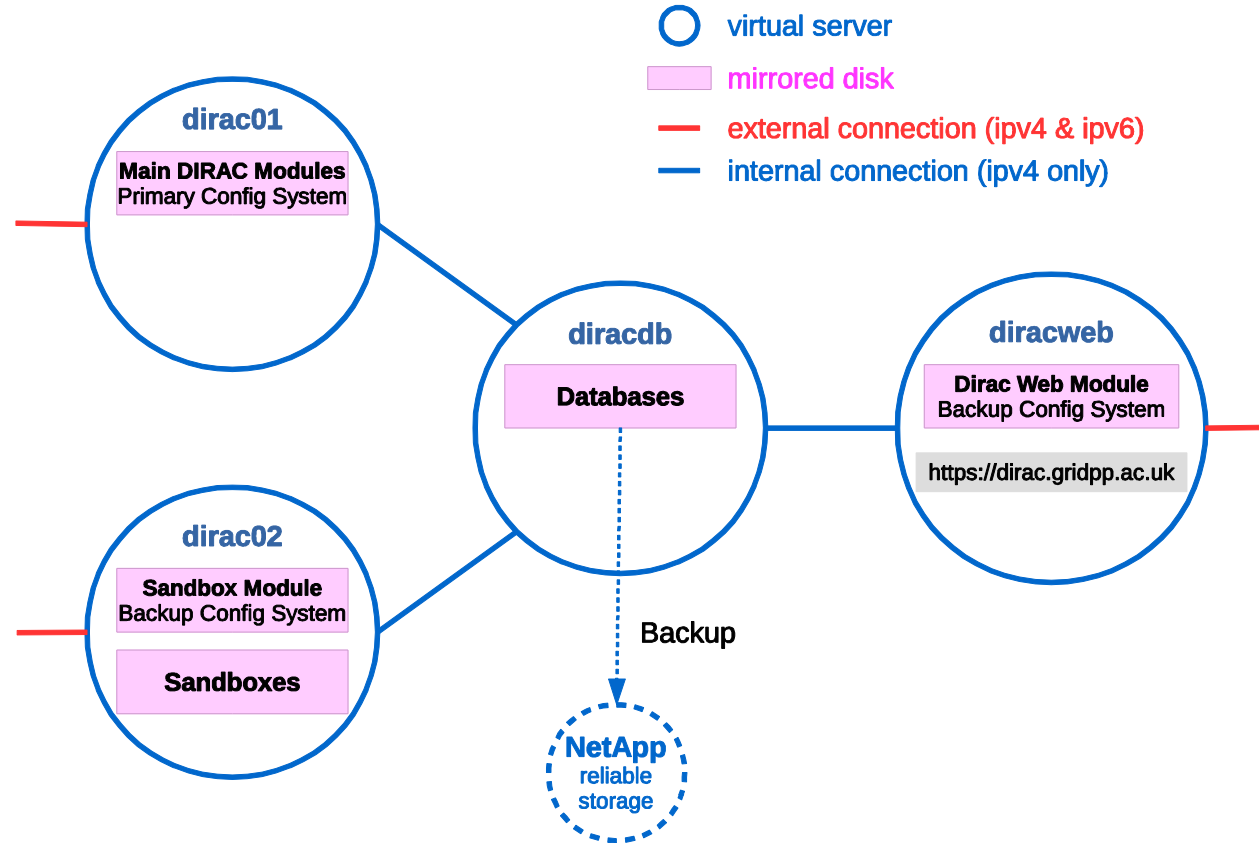 virtual server
mirrored disk
external connection (ipv4 & ipv6)
internal connection (ipv4 only)
dirac01
Main DIRAC Modules
Primary Config System
diracdb
Databases
diracweb
Dirac Web Module
Backup Config System
https://dirac.gridpp.ac.uk
dirac02
Sandbox Module
Backup Config System
Sandboxes
Backup
NetApp
reliable
storage